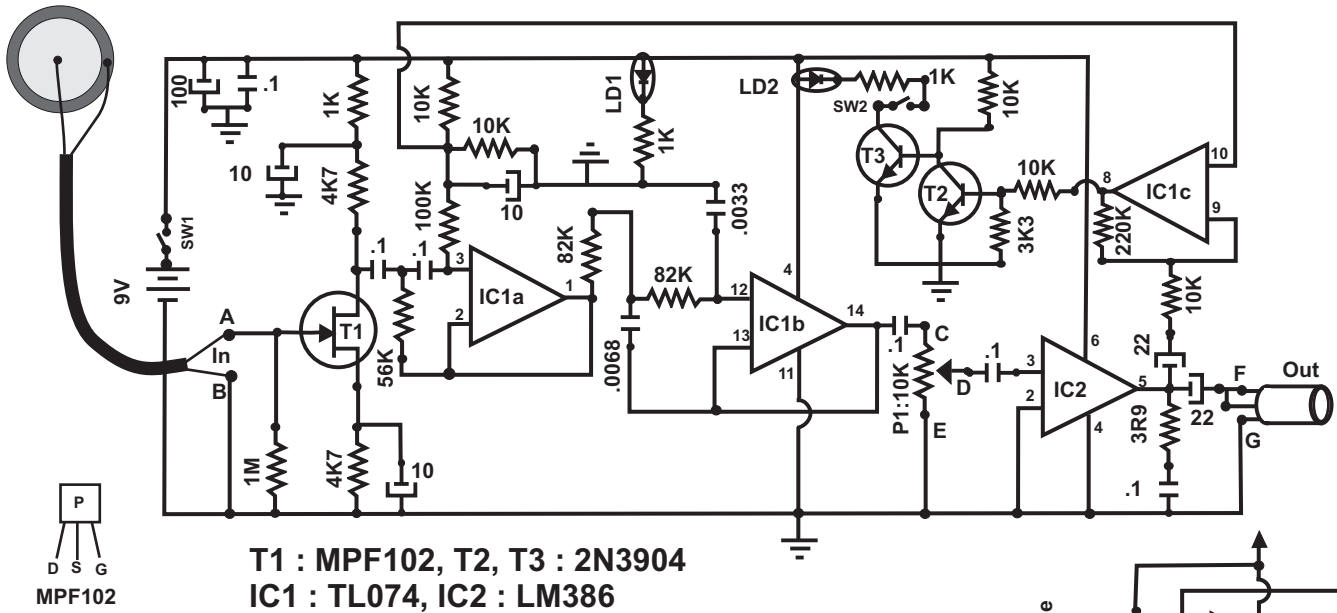 100
.1
1K
10
4K7
10K
10K
10
100K
LD1
1K
.0033
LD2
1K
SW2
10K
T3
T2
10K
3K3
8
IC1c
10
9
220K
10K
SW1
9V
A
In
B
T1
.1
.1
56K
3
2
IC1a
1
82K
82K
.0068
12
13
4
IC1b
14
11
.1
C
D
E
P1:10K
.1
3
2
IC2
6
5
4
22
22
3R9
.1
F
G
Out
1M
4K7
10
P
D S G
MPF102
T1 : MPF102, T2, T3 : 2N3904
IC1 : TL074, IC2 : LM386